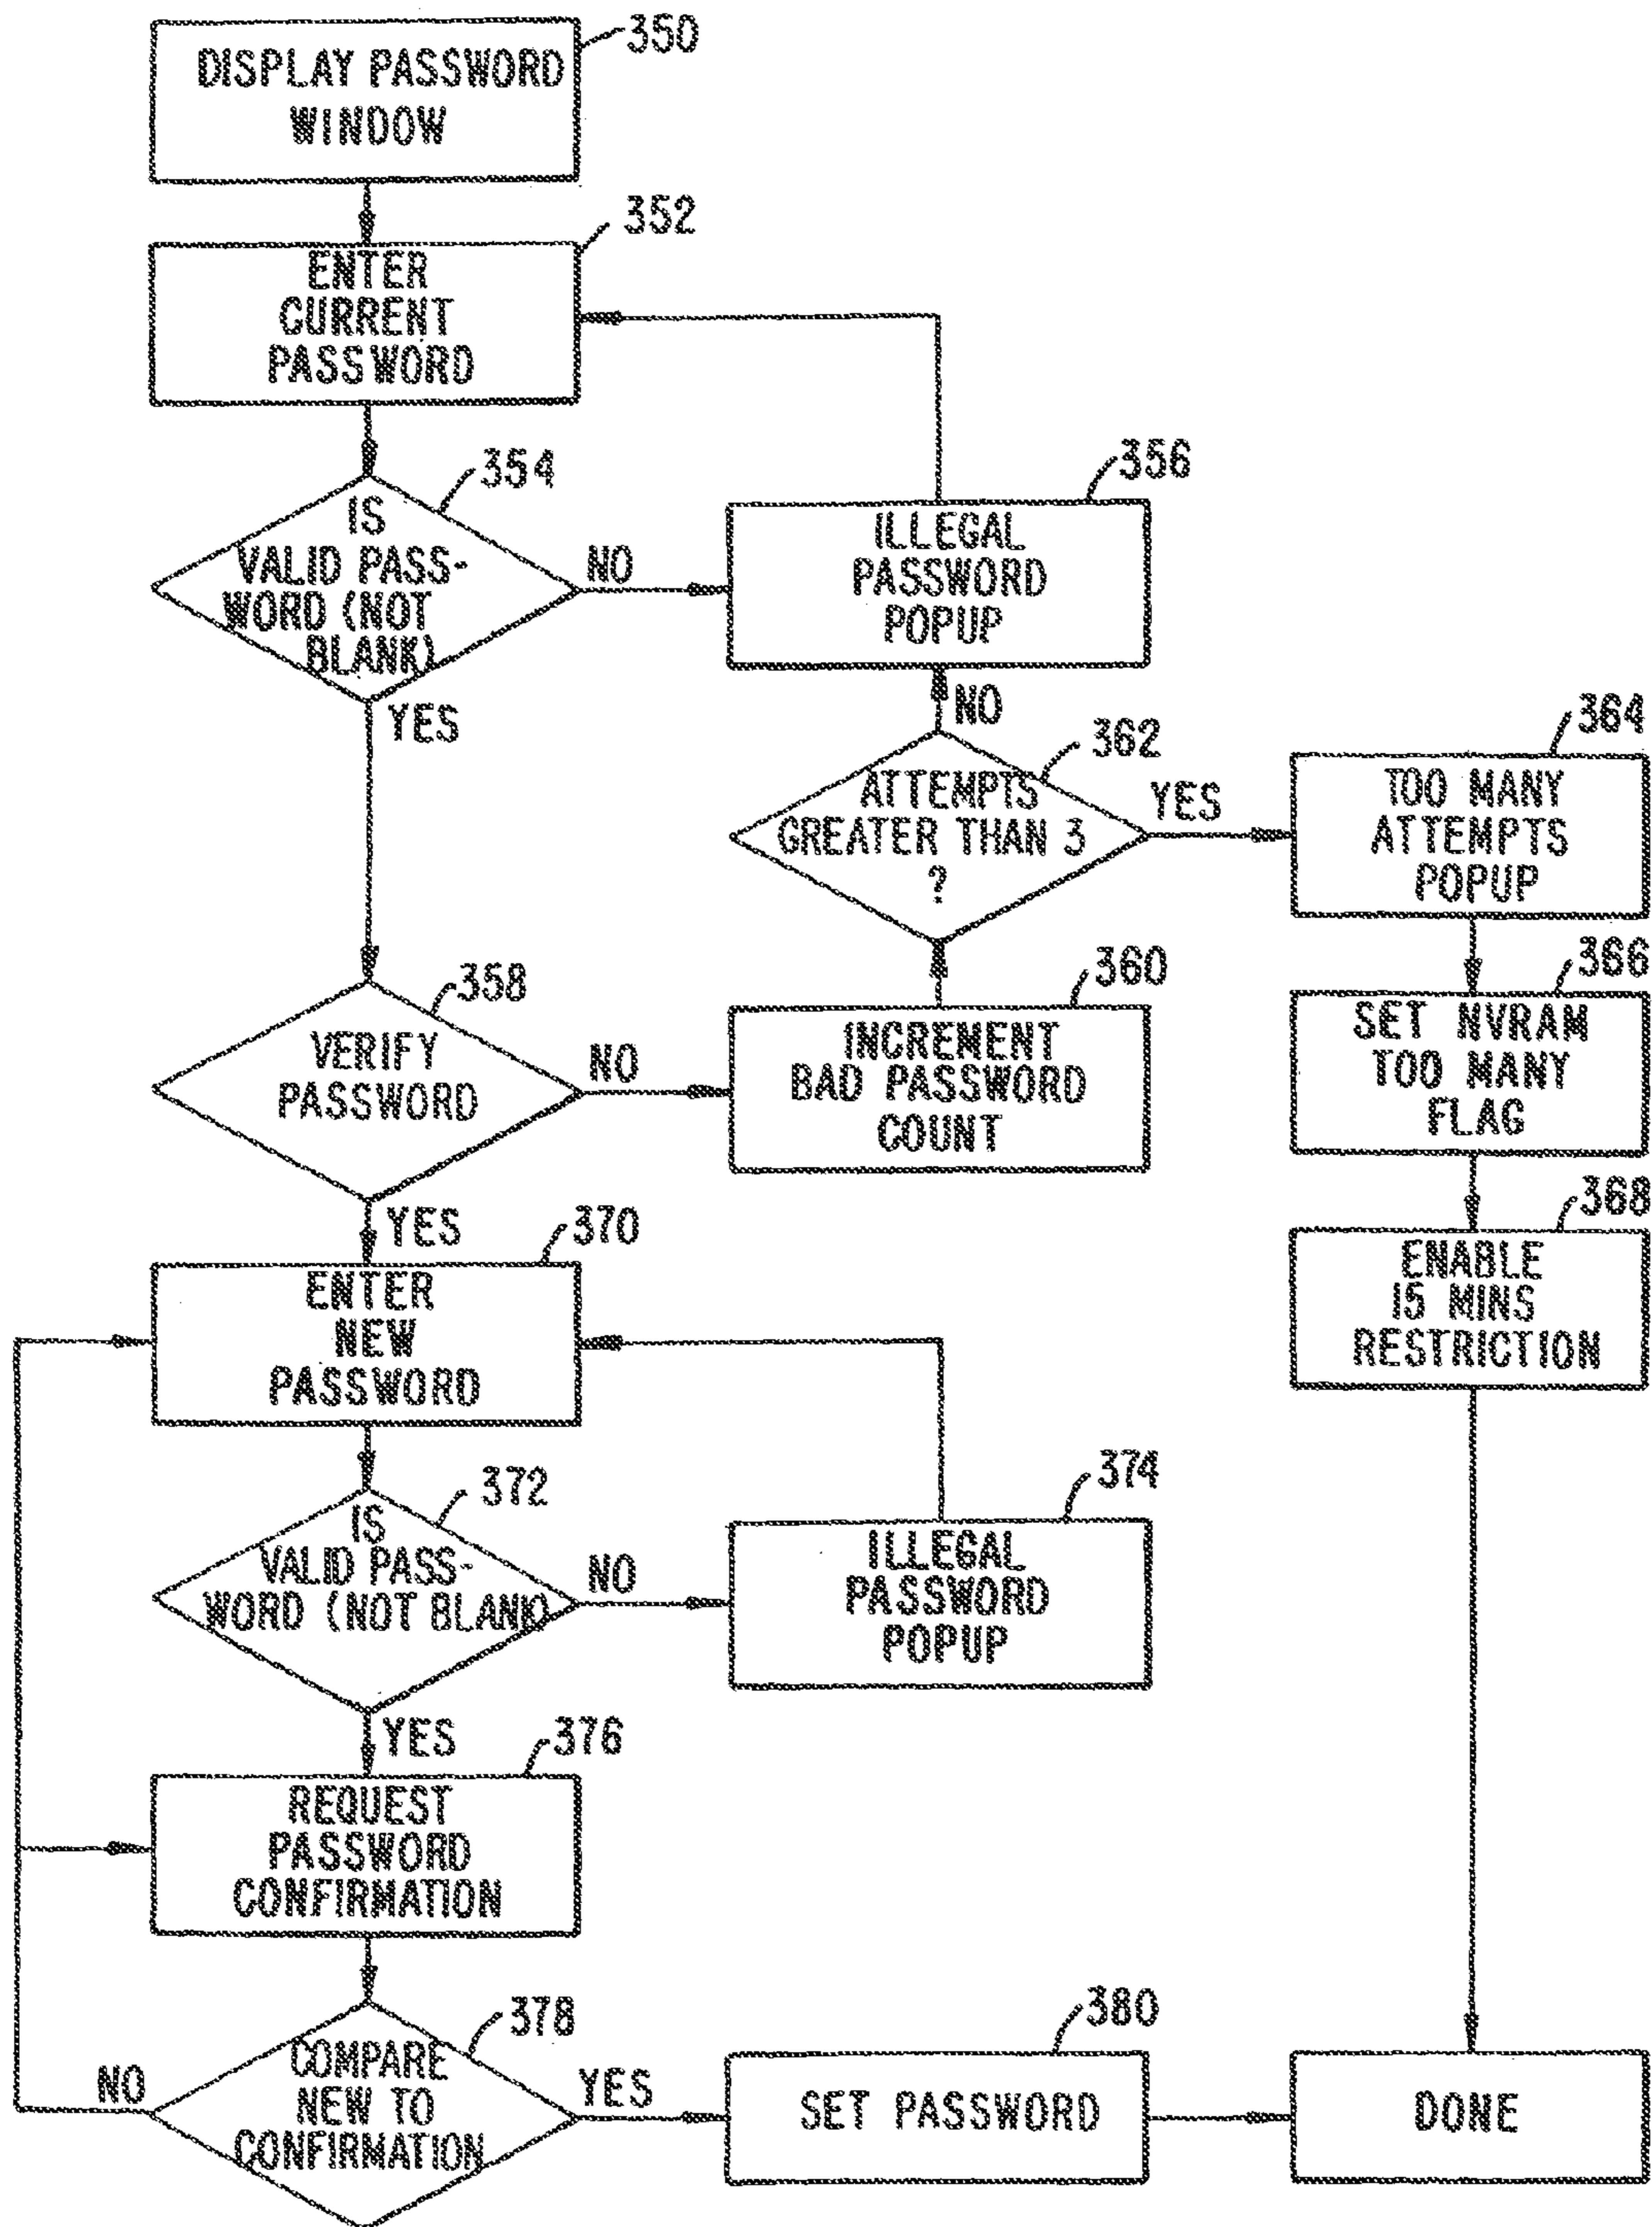 350
DISPLAY PASSWORD
WINDOW
352
ENTER
CURRENT
PASSWORD
354
IS
VALID PASS-
WORD (NOT
BLANK)
NO
YES
356
ILLEGAL
PASSWORD
POPUP
NO
362
ATTEMPTS
GREATER THAN 3
?
YES
364
TOO MANY
ATTEMPTS
POPUP
358
VERIFY
PASSWORD
NO
YES
360
INCREMENT
BAD PASSWORD
COUNT
366
SET NVRAM
TOO MANY
FLAG
368
ENABLE
15 MINS
RESTRICTION
370
ENTER
NEW
PASSWORD
372
IS
VALID PASS-
WORD (NOT BLANK)
NO
YES
374
ILLEGAL
PASSWORD
POPUP
376
REQUEST
PASSWORD
CONFIRMATION
378
COMPARE
NEW TO
CONFIRMATION
NO
YES
380
SET PASSWORD
DONE